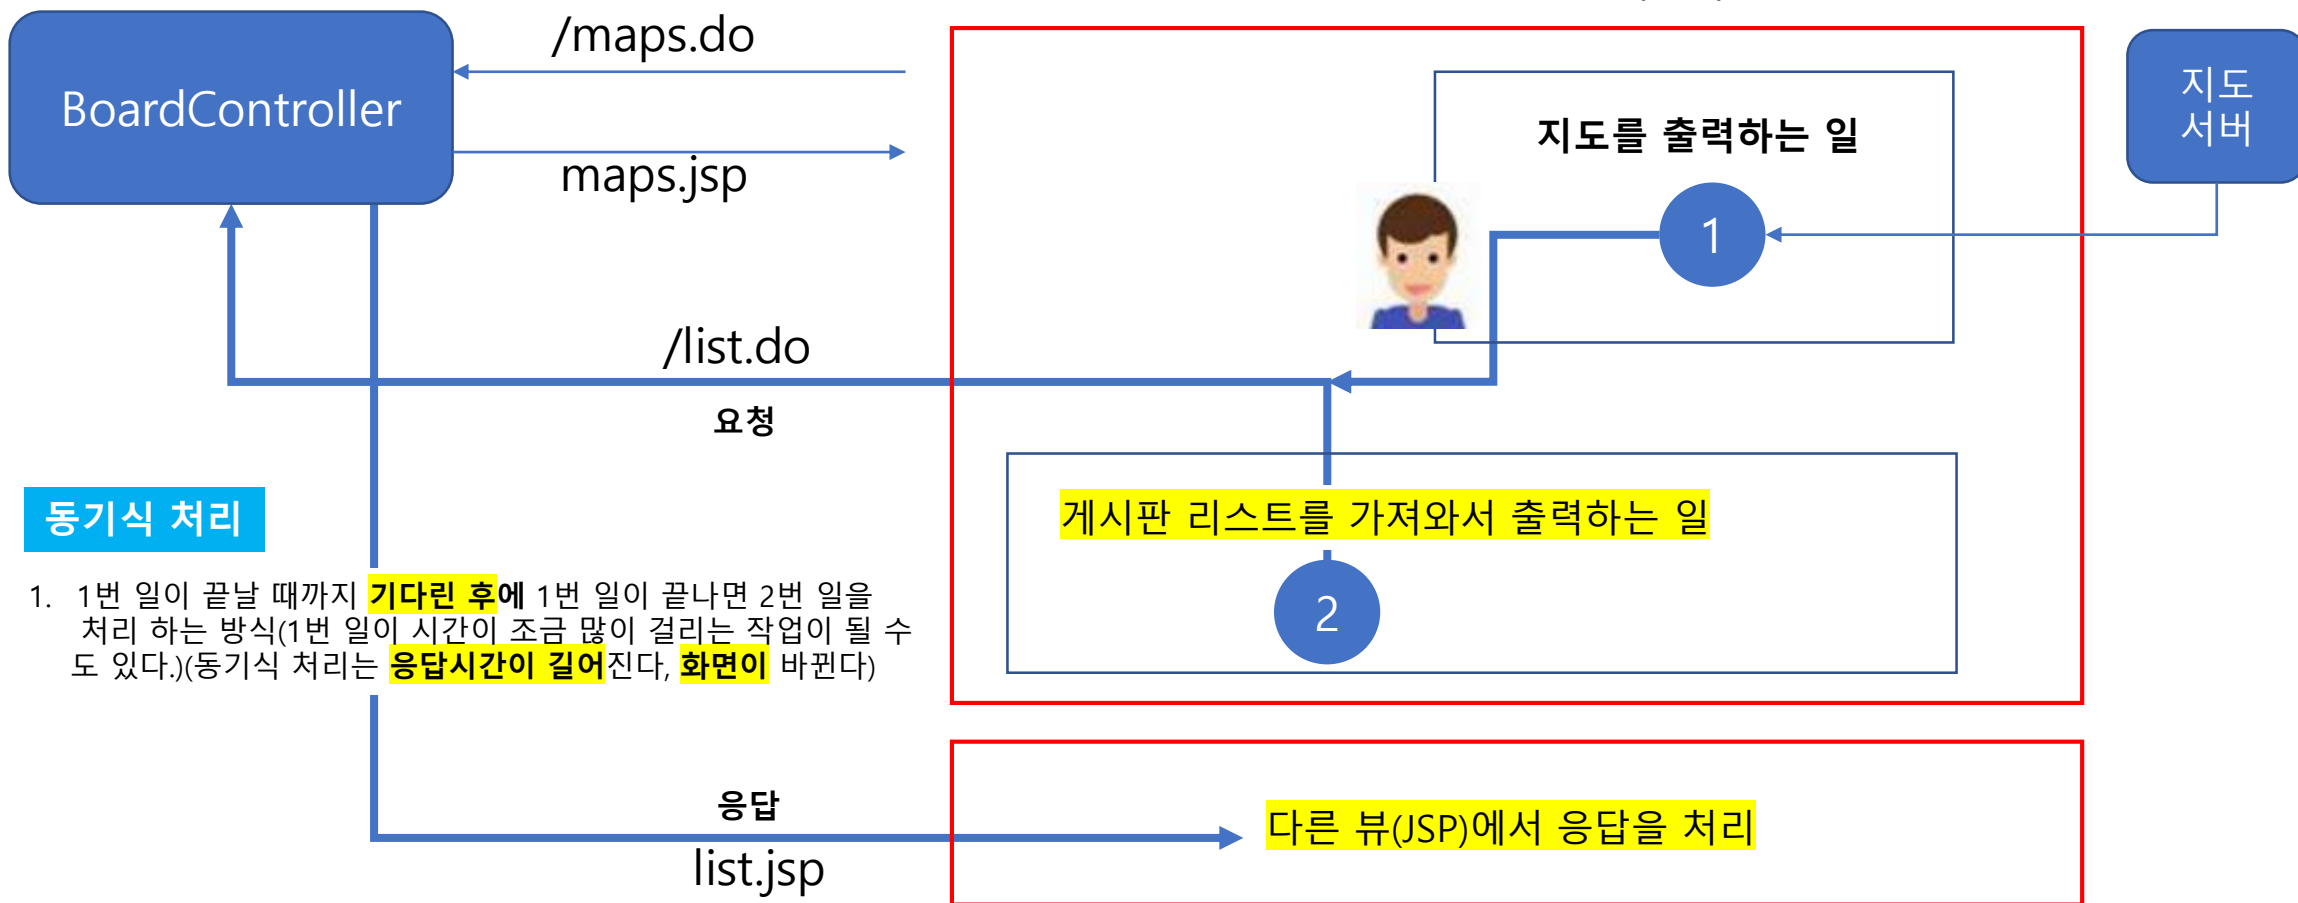 /maps.do
BoardController
maps.jsp
지도를 출력하는 일
지도
서버
1
/list.do
요청
동기식 처리
게시판 리스트를 가져와서 출력하는 일
1. 1번 일이 끝날 때까지 기다린 후에 1번 일이 끝나면 2번 일을
처리 하는 방식(1번 일이 시간이 조금 많이 걸리는 작업이 될 수
도 있다.)(동기식 처리는 응답시간이 길어진다, 화면이 바뀐다)
2
응답
list.jsp
다른 뷰(JSP)에서 응답을 처리